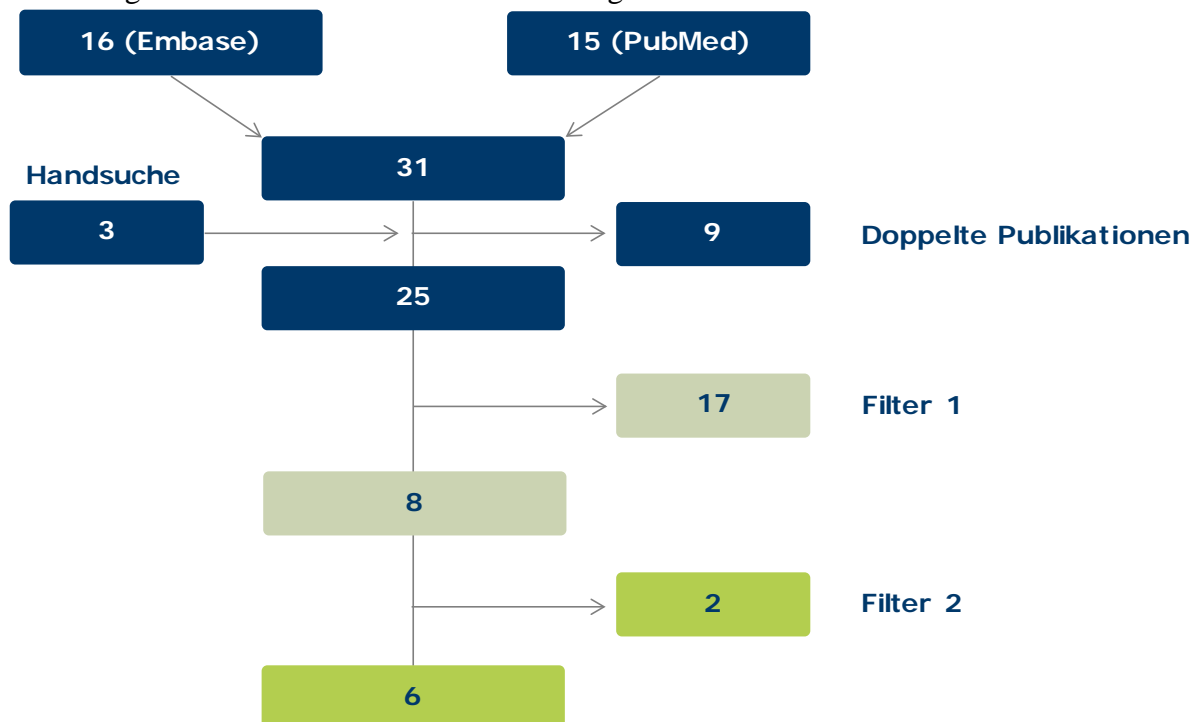 16 (Embase)
15 (PubMed)
31
Handsuche
3
9
Doppelte Publikationen
25
17
Filter 1
8
2
Filter 2
6